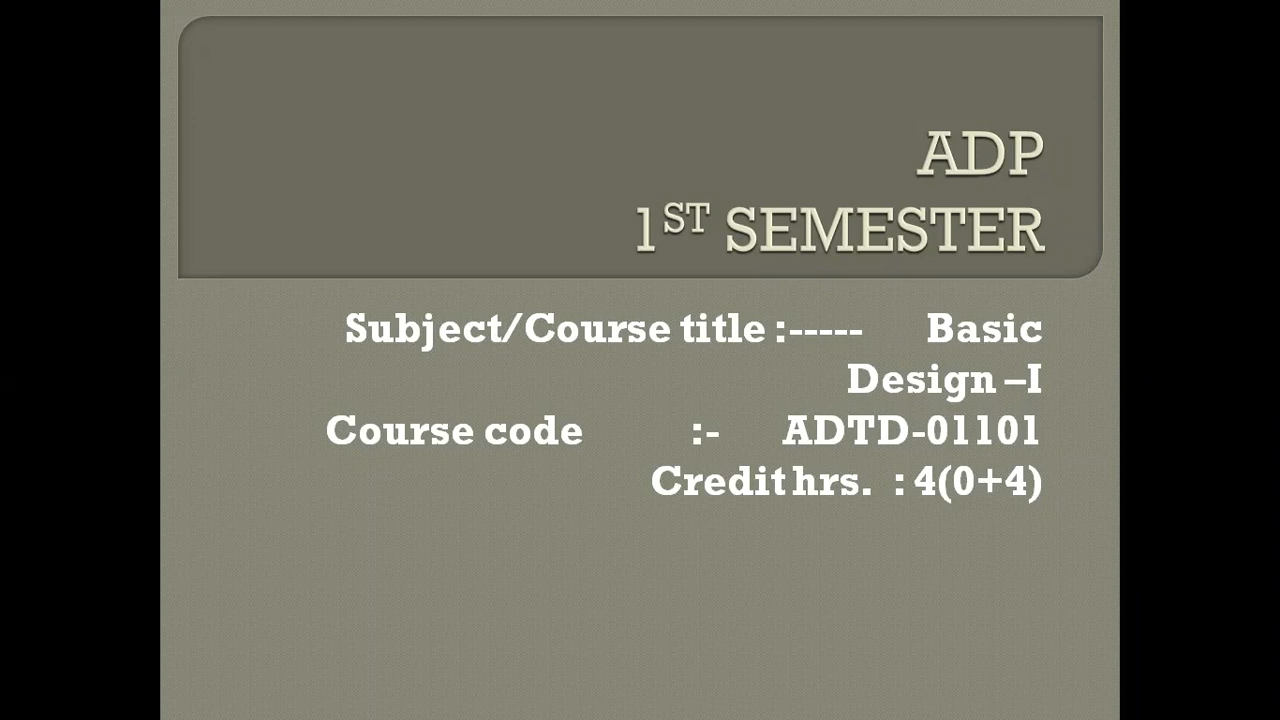 ADP
1ST SEMESTER
Subject/Course title :----- Basic
Design –I
Course code :- ADTD-01101
Credit hrs. : 4(0+4)